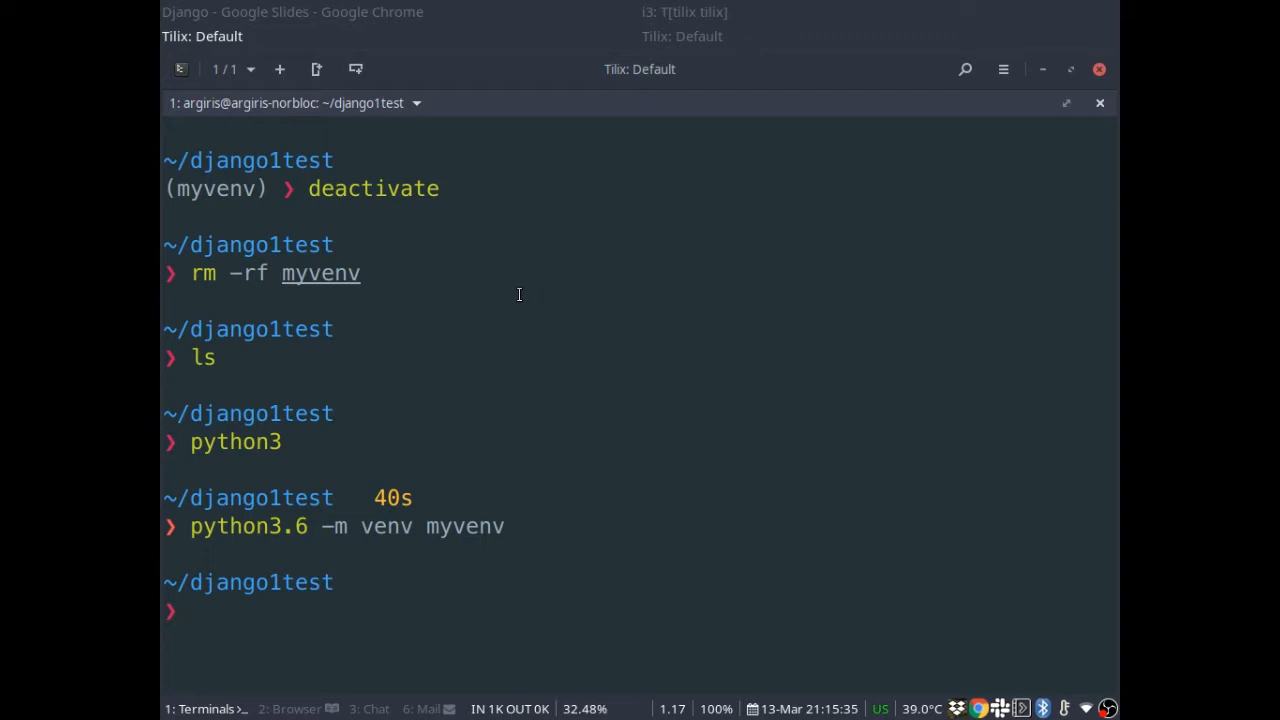 Django - Google Slides - Google Chrome
i3: T[tilix tilix]
Tilix: Default
Tilix: Default
1 / 1
Tilix: Default
1: argiris@argiris-norbloc: ~/django1test
~/django1test
(myvenv) ❯ deactivate
~/django1test
❯ rm -rf myvenv
~/django1test
❯ ls
~/django1test
❯ python3
~/django1test 40s
❯ python3.6 -m venv myvenv
~/django1test
❯
1: Terminals 2: Browser 3: Chat 6: Mail IN 1K OUT 0K 32.48% 1.17 100% 13-Mar 21:15:35 US 39.0°C